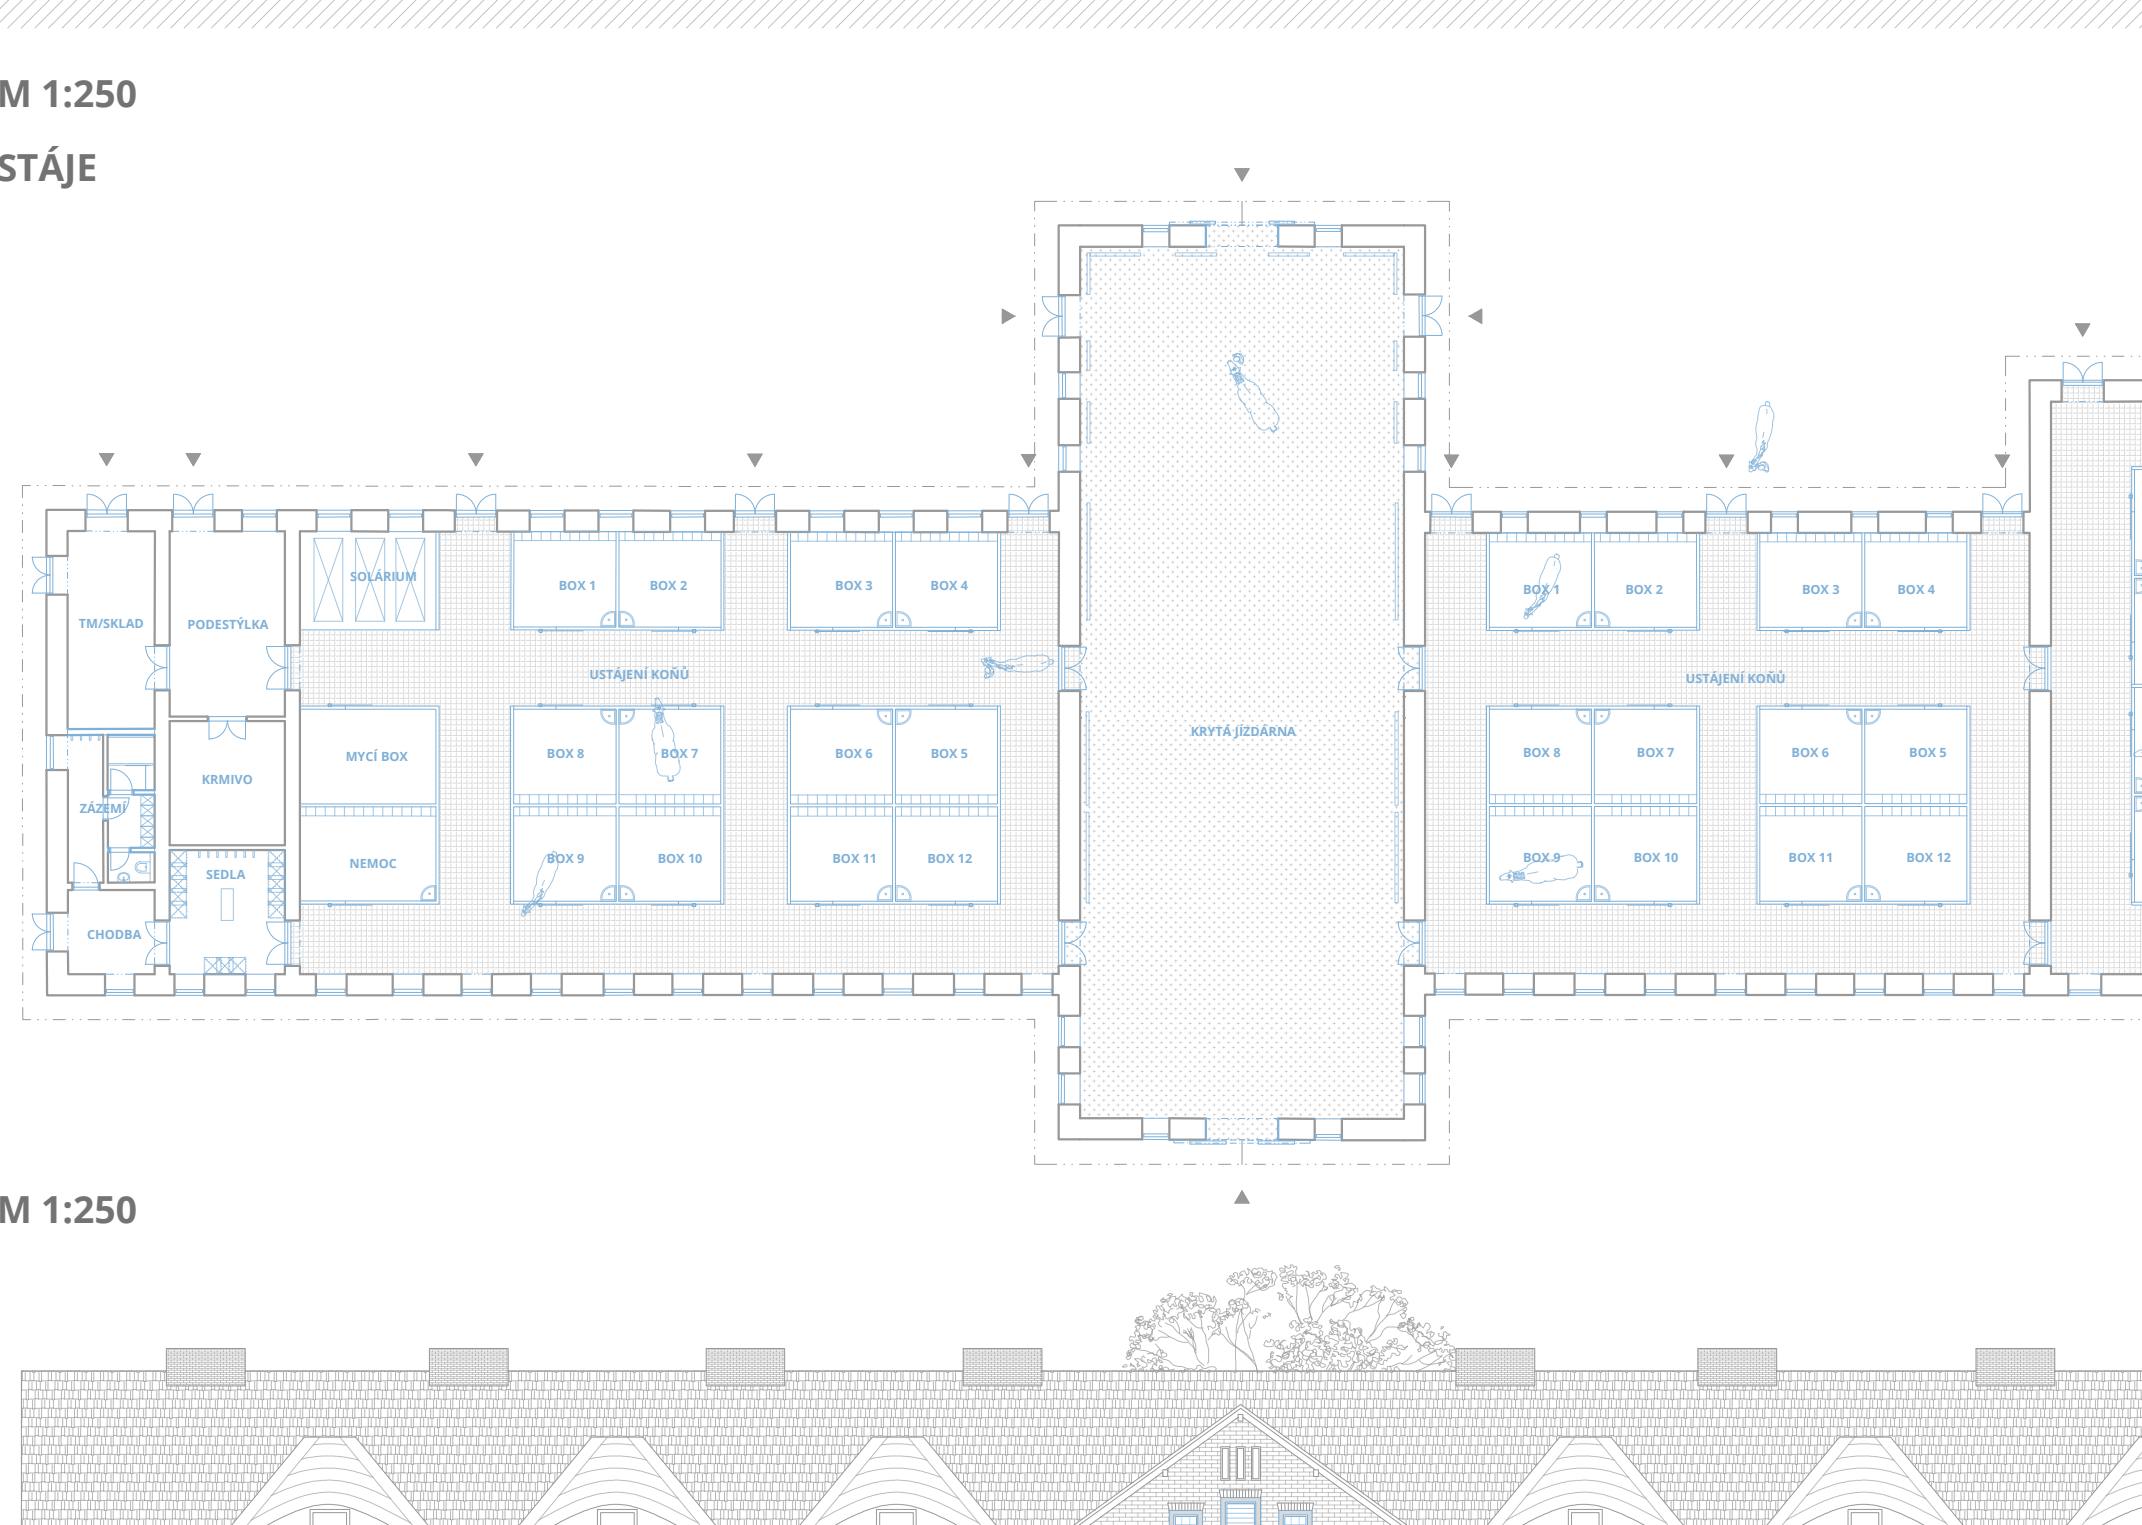 M 1:250
STÁJE
SOLÁRIUM
BOX 1
BOX 2
BOX 3
BOX 4
BOX 1
BOX 2
BOX 3
BOX 4
TM/SKLAD
PODESTÝLKA
USTÁJENÍ KOŇŮ
USTÁJENÍ KOŇŮ
KRYTÁ JÍZDÁRNA
MYCÍ BOX
BOX 8
BOX 7
BOX 6
BOX 5
BOX 8
BOX 7
BOX 6
BOX 5
KRMIVO
ZÁZEMÍ
NEMOC
BOX 9
BOX 10
BOX 11
BOX 12
BOX 9
BOX 10
BOX 11
BOX 12
SEDLA
CHODBA
M 1:250